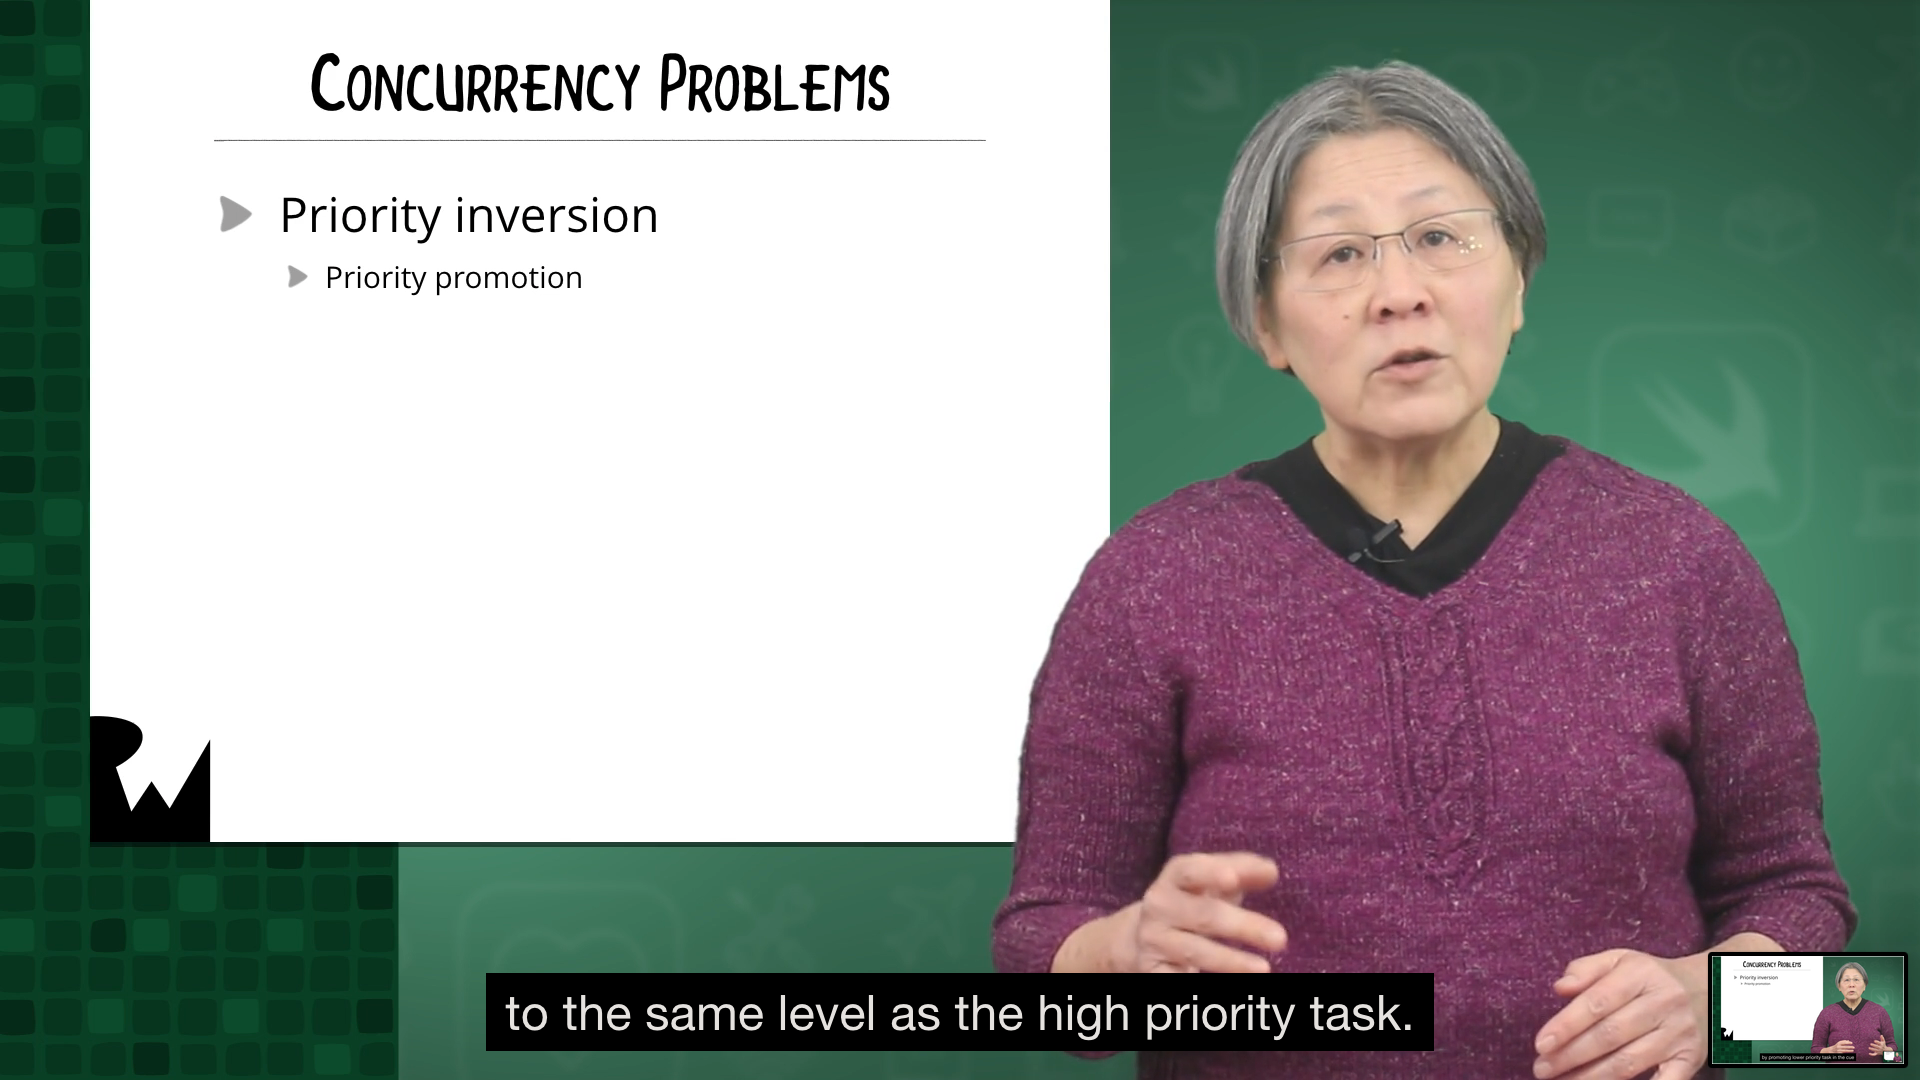 Concurrency Problems
Priority inversion
Priority promotion
RW
to the same level as the high priority task.
Concurrency Problems
Priority inversion
Priority promotion
by promoting lower priority task in the cue